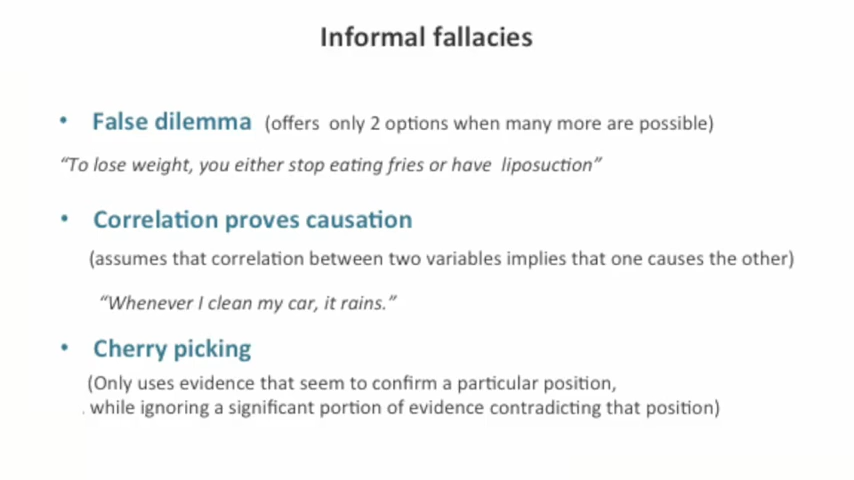 Informal fallacies
• False dilemma (offers only 2 options when many more are possible)
“To lose weight, you either stop eating fries or have liposuction”
• Correlation proves causation
(assumes that correlation between two variables implies that one causes the other)
“Whenever I clean my car, it rains.”
• Cherry picking
(Only uses evidence that seem to confirm a particular position,
. while ignoring a significant portion of evidence contradicting that position)